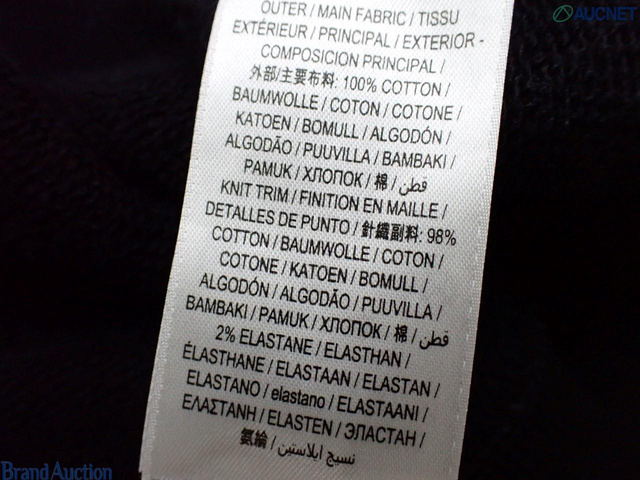 AUCNET
OUTER / MAIN FABRIC / TISSU
EXTÉRIEUR / PRINCIPAL / EXTERIOR -
COMPOSICION PRINCIPAL /
外部/主要布料: 100% COTTON /
BAUMWOLLE / COTON / COTONE /
KATOEN / BOMULL / ALGODÓN /
ALGODÃO / PUUVILLA / BAMBAKI /
PAMUK / ХЛОПОК / 棉 / قطن /
KNIT TRIM / FINITION EN MAILLE /
DETALLES DE PUNTO / 針織副料: 98%
COTTON / BAUMWOLLE / COTON /
COTONE / KATOEN / BOMULL /
ALGODÓN / ALGODÃO / PUUVILLA /
BAMBAKI / PAMUK / ХЛОПОК / 棉 / قطن /
2% ELASTANE / ELASTHAN /
ÉLASTHANE / ELASTAAN / ELASTAN /
ELASTANO / elastano / ELASTAANI /
ΕΛΑΣΤΑΝΗ / ELASTEN / ЭЛАСТАН /
氨綸 / نسيج ايلاستين /
Brand Auction